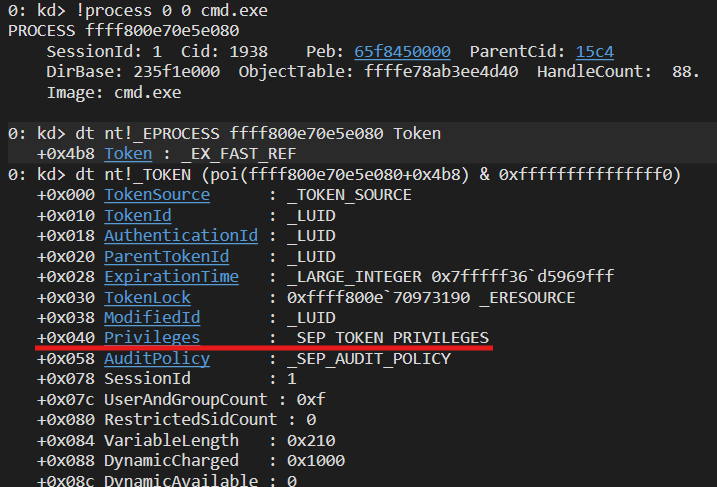 0: kd> !process 0 0 cmd.exe
PROCESS ffff800e70e5e080
    SessionId: 1  Cid: 1938    Peb: 65f8450000  ParentCid: 15c4
    DirBase: 235f1e000  ObjectTable: ffffe78ab3ee4d40  HandleCount:  88.
    Image: cmd.exe
0: kd> dt nt!_EPROCESS ffff800e70e5e080 Token
   +0x4b8 Token : _EX_FAST_REF
0: kd> dt nt!_TOKEN (poi(ffff800e70e5e080+0x4b8) & 0xfffffffffffffff0)
   +0x000 TokenSource      : _TOKEN_SOURCE
   +0x010 TokenId          : _LUID
   +0x018 AuthenticationId : _LUID
   +0x020 ParentTokenId    : _LUID
   +0x028 ExpirationTime   : _LARGE_INTEGER 0x7fffff36`d5969fff
   +0x030 TokenLock        : 0xffff800e`70973190 _ERESOURCE
   +0x038 ModifiedId       : _LUID
   +0x040 Privileges       : _SEP_TOKEN_PRIVILEGES
   +0x058 AuditPolicy      : _SEP_AUDIT_POLICY
   +0x078 SessionId        : 1
   +0x07c UserAndGroupCount : 0xf
   +0x080 RestrictedSidCount : 0
   +0x084 VariableLength   : 0x210
   +0x088 DynamicCharged   : 0x1000
   +0x08c DynamicAvailable : 0